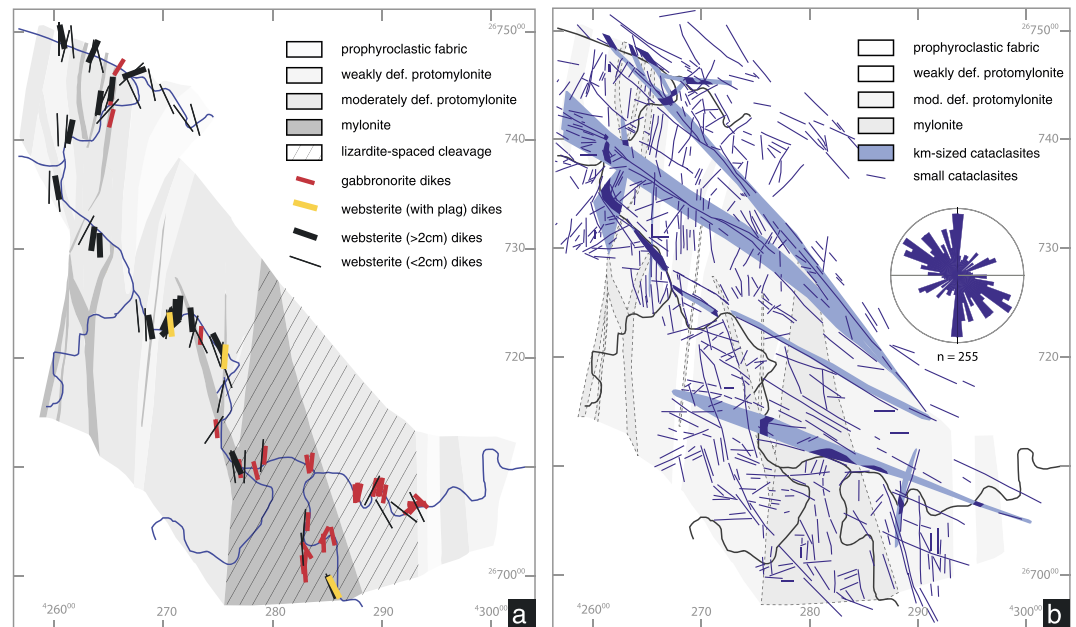 26750⁰⁰
prophyroclastic fabric
weakly def. protomylonite
moderately def. protomylonite
mylonite
lizardite-spaced cleavage
gabbronorite dikes
websterite (with plag) dikes
websterite (>2cm) dikes
websterite (<2cm) dikes
740
730
720
26700⁰⁰
4260⁰⁰
270
280
290
4300⁰⁰
a
26750⁰⁰
prophyroclastic fabric
weakly def. protomylonite
mod. def. protomylonite
mylonite
km-sized cataclasites
small cataclasites
740
730
n = 255
720
26700⁰⁰
4260⁰⁰
270
280
290
4300⁰⁰
b